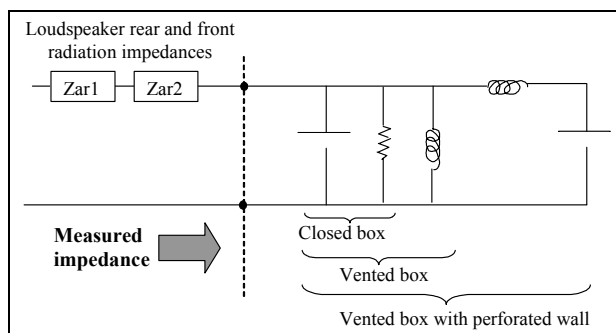 Loudspeaker rear and front
radiation impedances
Zar1
Zar2
Measured
impedance
Closed box
Vented box
Vented box with perforated wall